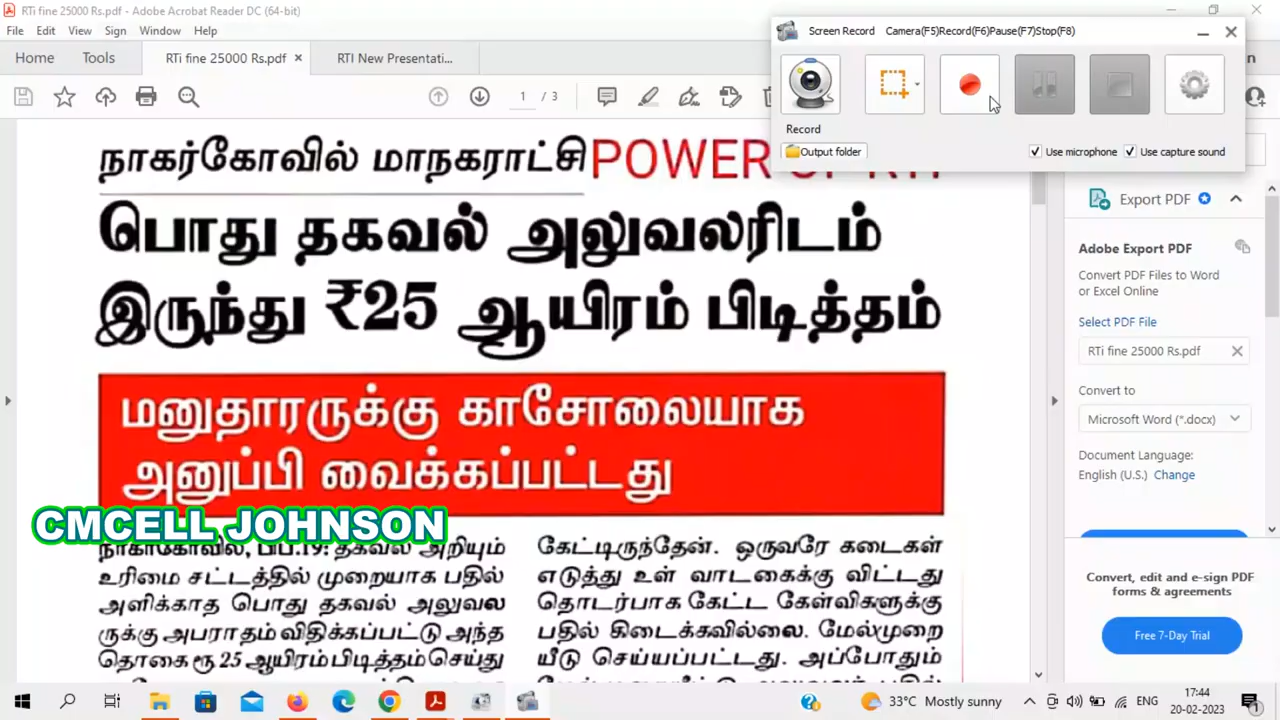 RTi fine 25000 Rs.pdf - Adobe Acrobat Reader DC (64-bit)
File Edit View Sign Window Help
Home Tools RTi fine 25000 Rs.pdf × RTI New Presentati...
1 / 3
Screen Record Camera(F5)Record(F6)Pause(F7)Stop(F8)
Record
Output folder
Use microphone Use capture sound
நாகர்கோவில் மாநகராட்சி POWER OF RTI
பொது தகவல் அலுவலரிடம்
இருந்து ₹25 ஆயிரம் பிடித்தம்
மனுதாரருக்கு காசோலையாக
அனுப்பி வைக்கப்பட்டது
CMCELL JOHNSON
நாகர்கோவில், பிப்.19: தகவல் அறியும்
உரிமை சட்டத்தில் முறையாக பதில்
அளிக்காத பொது தகவல் அலுவல
ருக்கு அபராதம் விதிக்கப்பட்டு அந்த
தொகை ரூ 25 ஆயிரம் பிடித்தம் செய்து
கேட்டிருந்தேன். ஒருவரே கடைகள்
எடுத்து உள் வாடகைக்கு விட்டது
தொடர்பாக கேட்ட கேள்விகளுக்கு
பதில் கிடைக்கவில்லை. மேல்முறை
யீடு செய்யப்பட்டது. அப்போதும்
Export PDF
Adobe Export PDF
Convert PDF Files to Word
or Excel Online
Select PDF File
RTi fine 25000 Rs.pdf
Convert to
Microsoft Word (*.docx)
Document Language:
English (U.S.) Change
Convert, edit and e-sign PDF
forms & agreements
Free 7-Day Trial
33°C Mostly sunny
ENG
17:44
20-02-2023